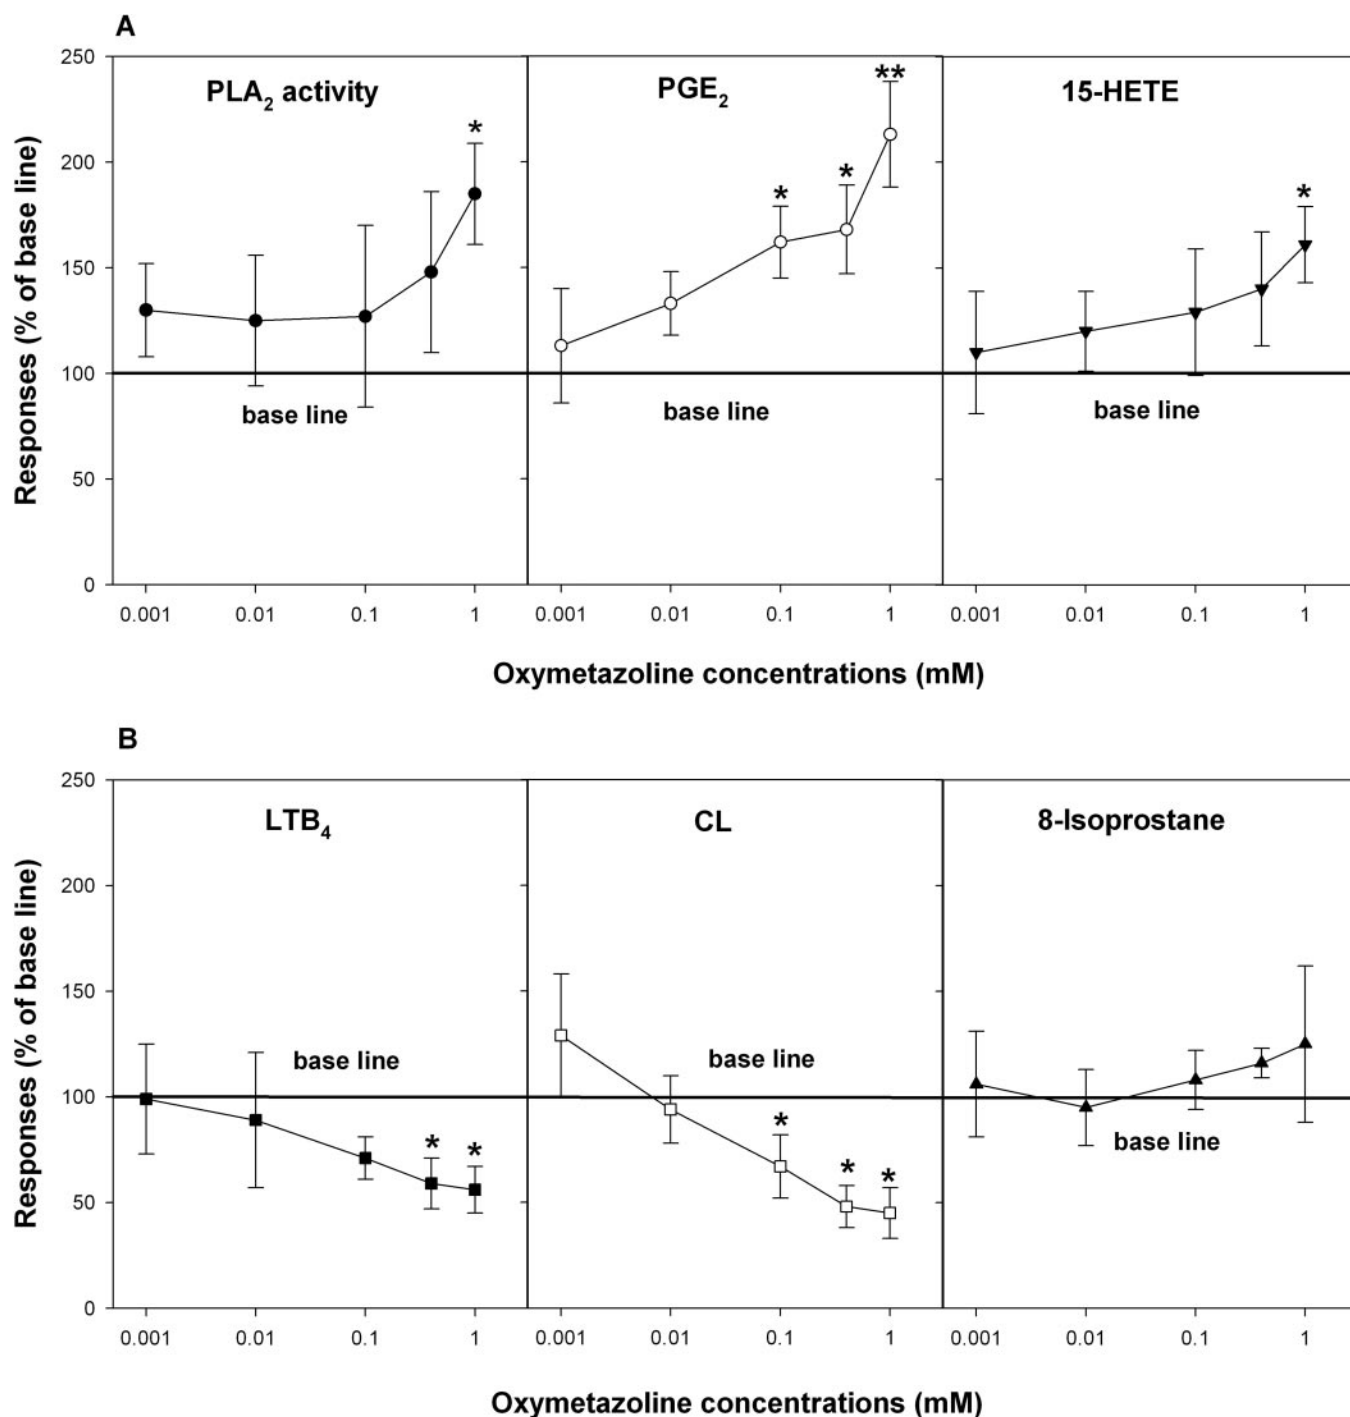 A
250
200
150
100
50
0
Responses (% of base line)
PLA2 activity
PGE2
15-HETE
*
*
*
**
*
base line
base line
base line
0.001 0.01 0.1 1
0.001 0.01 0.1 1
0.001 0.01 0.1 1
Oxymetazoline concentrations (mM)
B
250
200
150
100
50
0
Responses (% of base line)
LTB4
CL
8-Isoprostane
base line
base line
base line
*
*
*
*
*
0.001 0.01 0.1 1
0.001 0.01 0.1 1
0.001 0.01 0.1 1
Oxymetazoline concentrations (mM)